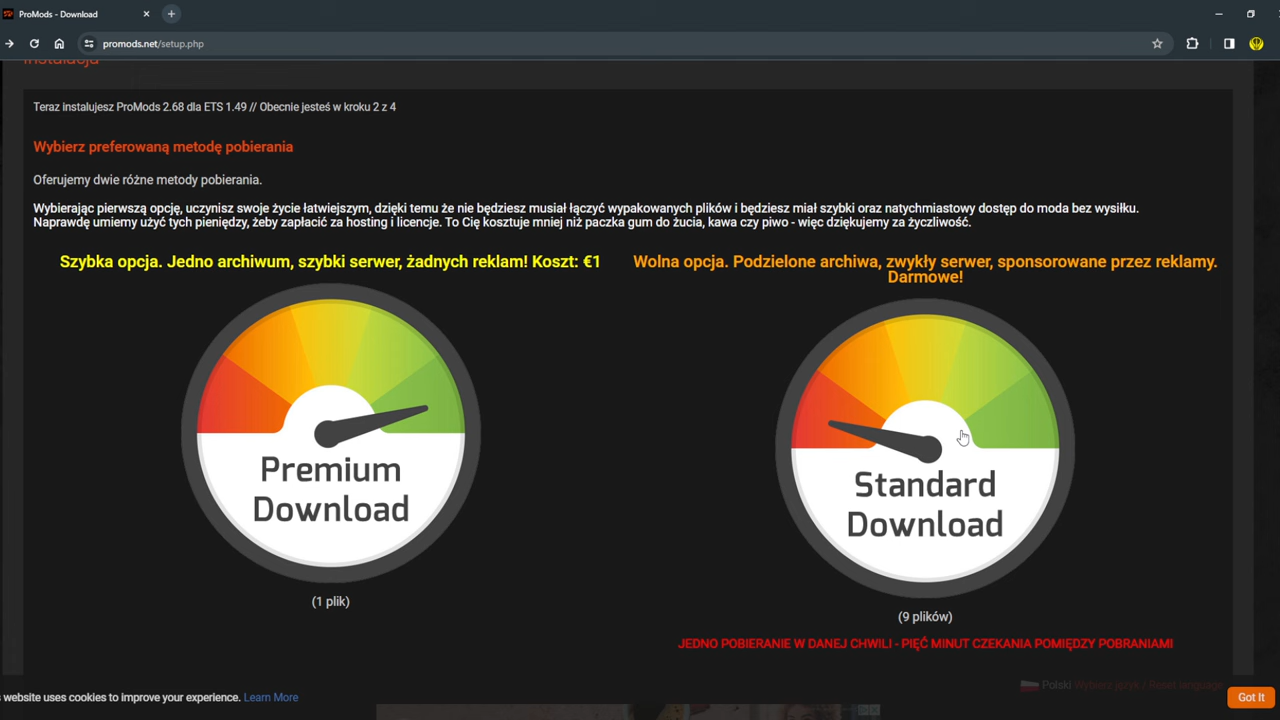 ProMods - Download
promods.net/setup.php
Instalacja
Teraz instalujesz ProMods 2.68 dla ETS 1.49 // Obecnie jesteś w kroku 2 z 4
Wybierz preferowaną metodę pobierania
Oferujemy dwie różne metody pobierania.
Wybierając pierwszą opcję, uczynisz swoje życie łatwiejszym, dzięki temu że nie będziesz musiał łączyć wypakowanych plików i będziesz miał szybki oraz natychmiastowy dostęp do moda bez wysiłku.
Naprawdę umiemy użyć tych pieniędzy, żeby zapłacić za hosting i licencje. To Cię kosztuje mniej niż paczka gum do żucia, kawa czy piwo - więc dziękujemy za życzliwość.
Szybka opcja. Jedno archiwum, szybki serwer, żadnych reklam! Koszt: €1
Premium
Download
(1 plik)
Wolna opcja. Podzielone archiwa, zwykły serwer, sponsorowane przez reklamy.
Darmowe!
Standard
Download
(9 plików)
JEDNO POBIERANIE W DANEJ CHWILI - PIĘĆ MINUT CZEKANIA POMIĘDZY POBRANIAMI
Polski Wybierz język / Reset language
s website uses cookies to improve your experience. Learn More
Got It